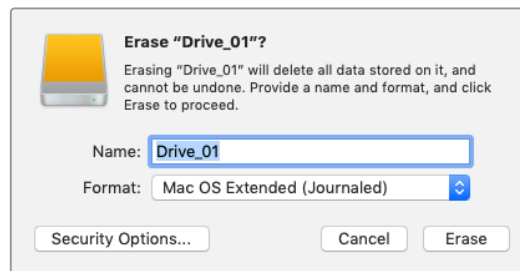 Erase “Drive_01”?
Erasing “Drive_01” will delete all data stored on it, and
cannot be undone. Provide a name and format, and click
Erase to proceed.
Name: Drive_01
Format: Mac OS Extended (Journaled)
Security Options... Cancel Erase